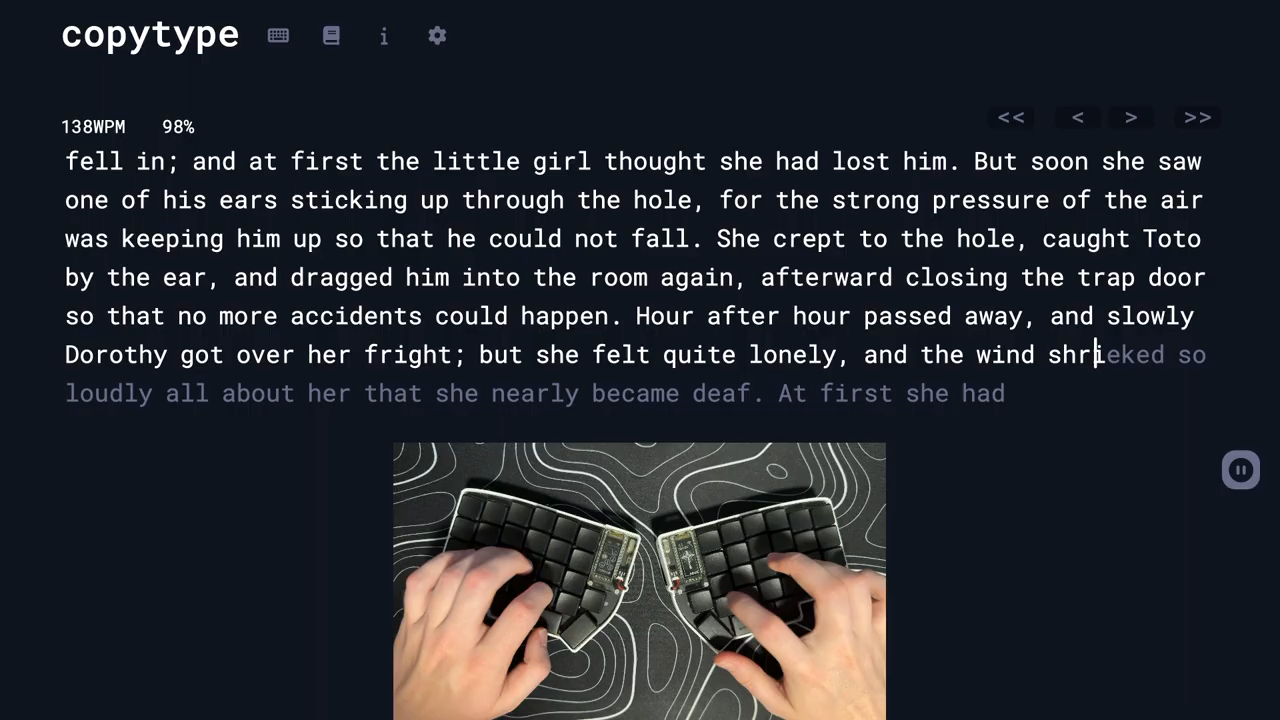 copytype
138WPM 98%
<< < > >>
fell in; and at first the little girl thought she had lost him. But soon she saw
one of his ears sticking up through the hole, for the strong pressure of the air
was keeping him up so that he could not fall. She crept to the hole, caught Toto
by the ear, and dragged him into the room again, afterward closing the trap door
so that no more accidents could happen. Hour after hour passed away, and slowly
Dorothy got over her fright; but she felt quite lonely, and the wind shrieked so
loudly all about her that she nearly became deaf. At first she had